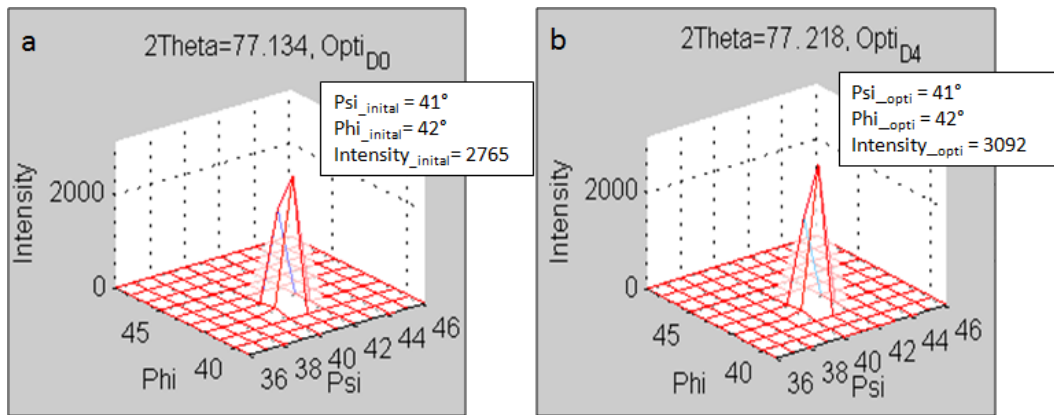 a
2Theta=77.134, Opti_D0
Psi_inital = 41°
Phi_inital= 42°
Intensity_inital= 2765
Intensity
2000
0
45
40
Phi
36 38 40 42 44 46
Psi
b
2Theta=77.218, Opti_D4
Psi_opti = 41°
Phi_opti = 42°
Intensity_opti = 3092
Intensity
2000
0
45
40
Phi
36 38 40 42 44 46
Psi